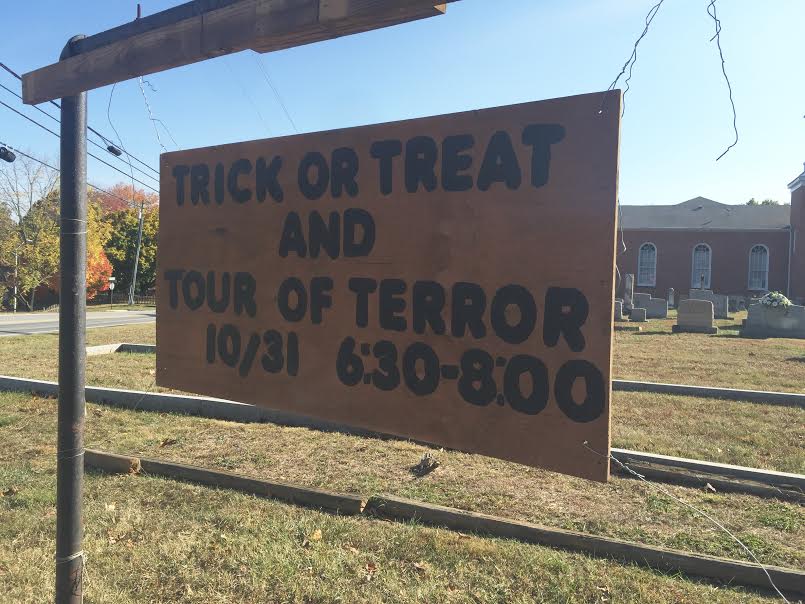 TRICK OR TREAT
AND
TOUR OF TERROR
10/31 6:30-8:00